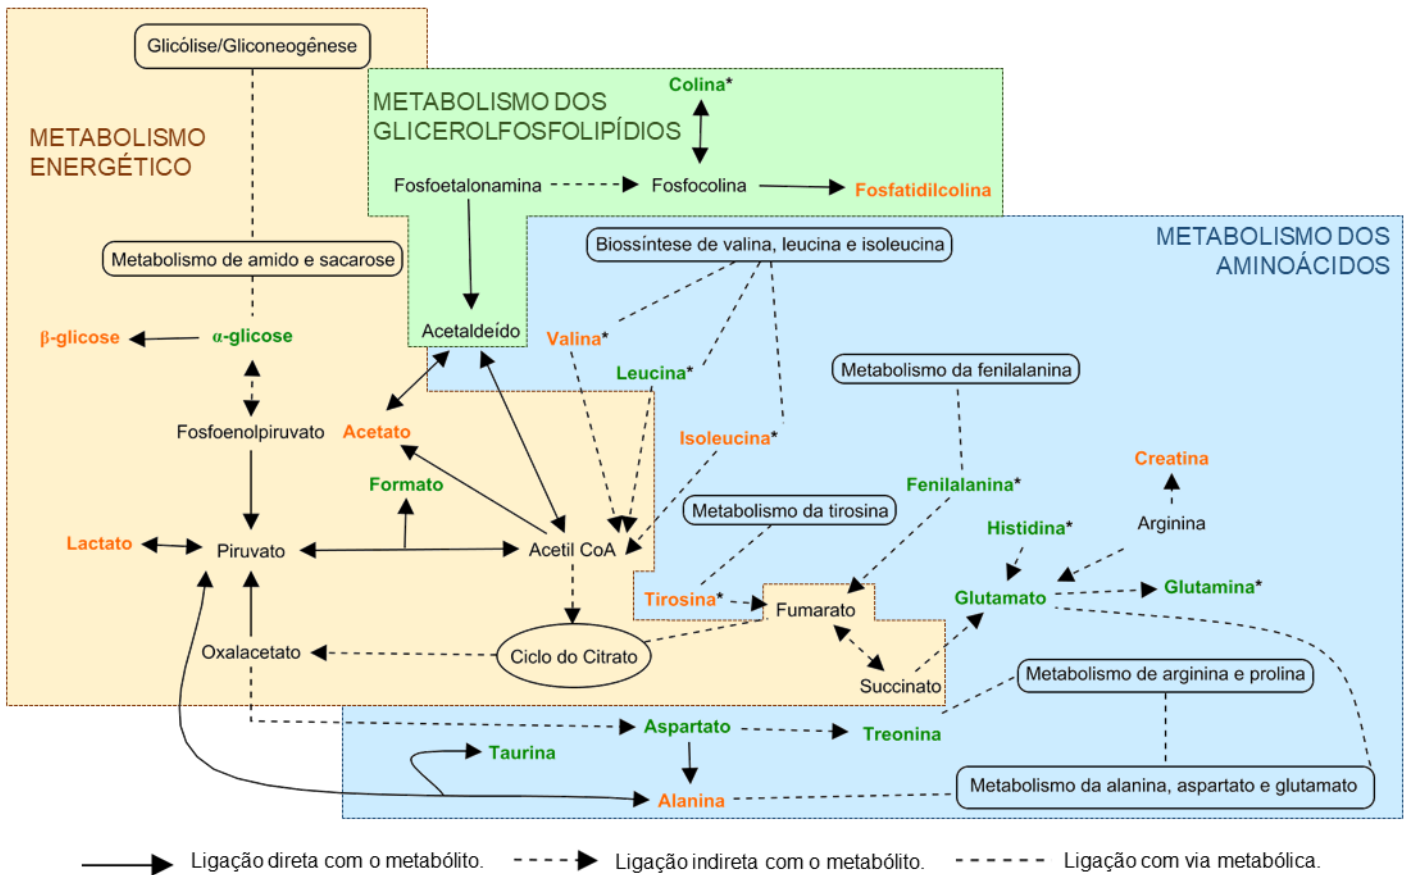 Glicólise/Gliconeogênese
METABOLISMO
ENERGÉTICO
METABOLISMO DOS
GLICEROLFOSFOLIPÍDIOS
Colina*
Fosfoetalonamina
Fosfocolina
Fosfatidilcolina
Biossíntese de valina, leucina e isoleucina
METABOLISMO DOS
AMINOÁCIDOS
Metabolismo de amido e sacarose
β-glicose
α-glicose
Acetaldeído
Valina*
Leucina*
Metabolismo da fenilalanina
Fosfoenolpiruvato
Acetato
Isoleucina*
Creatina
Formato
Fenilalanina*
Metabolismo da tirosina
Histidina*
Arginina
Lactato
Piruvato
Acetil CoA
Tirosina*
Fumarato
Glutamato
Glutamina*
Oxalacetato
Ciclo do Citrato
Succinato
Metabolismo de arginina e prolina
Aspartato
Treonina
Taurina
Alanina
Metabolismo da alanina, aspartato e glutamato
Ligação direta com o metabólito.
Ligação indireta com o metabólito.
Ligação com via metabólica.